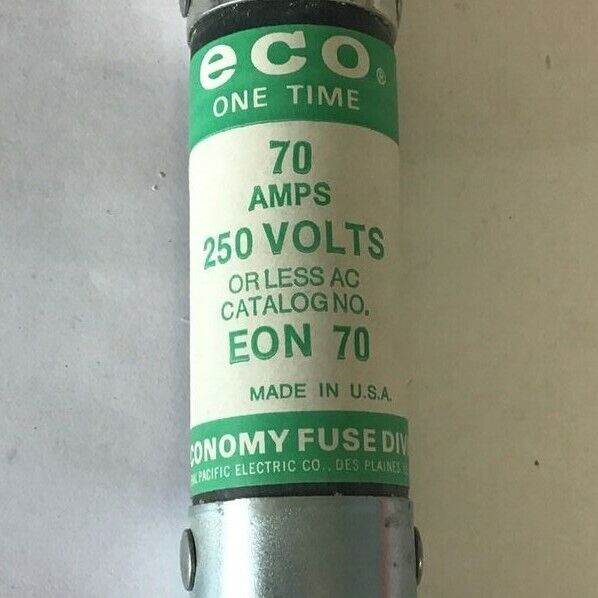 eco®
ONE TIME
70
AMPS
250 VOLTS
OR LESS AC
CATALOG NO.
EON 70
MADE IN U.S.A.
CONOMY FUSE DIV
PACIFIC ELECTRIC CO., DES PLAINES,